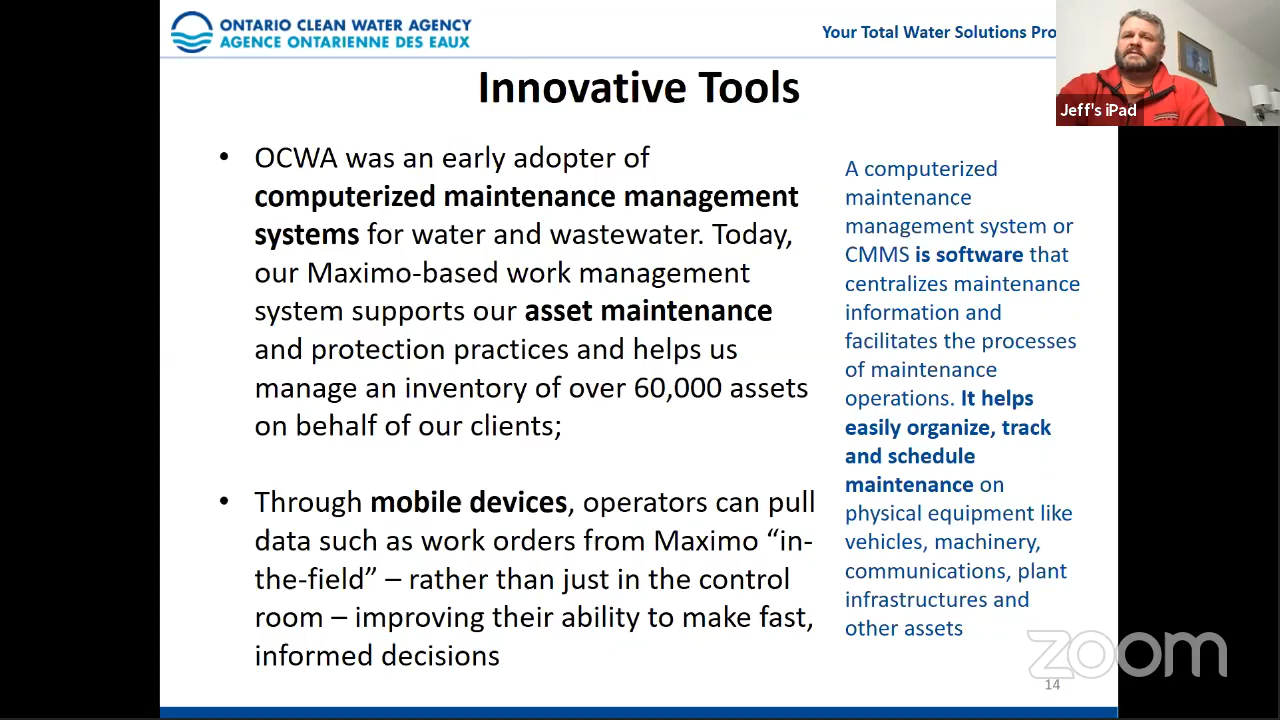 ONTARIO CLEAN WATER AGENCY
AGENCE ONTARIENNE DES EAUX
Your Total Water Solutions Pro
Jeff's iPad
Innovative Tools
• OCWA was an early adopter of
computerized maintenance management
systems for water and wastewater. Today,
our Maximo-based work management
system supports our asset maintenance
and protection practices and helps us
manage an inventory of over 60,000 assets
on behalf of our clients;
• Through mobile devices, operators can pull
data such as work orders from Maximo “in-
the-field” – rather than just in the control
room – improving their ability to make fast,
informed decisions
A computerized
maintenance
management system or
CMMS is software that
centralizes maintenance
information and
facilitates the processes
of maintenance
operations. It helps
easily organize, track
and schedule
maintenance on
physical equipment like
vehicles, machinery,
communications, plant
infrastructures and
other assets
zoom
14